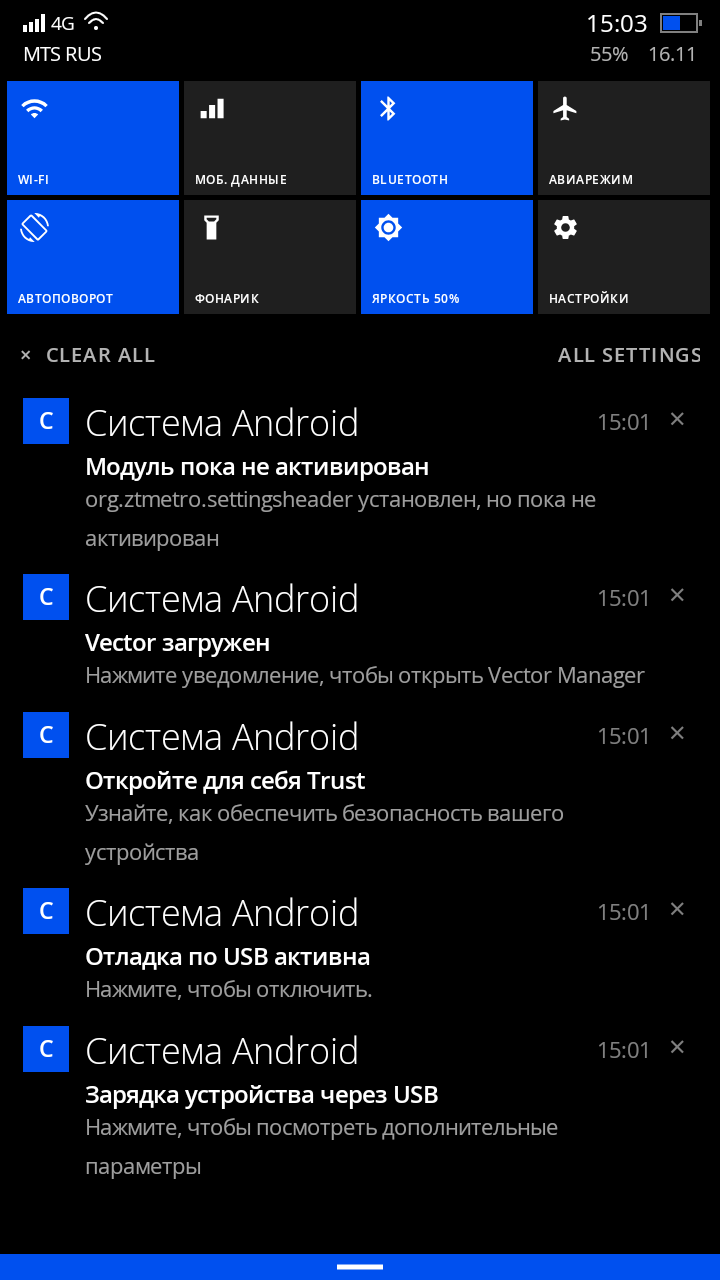 4G 15:03
MTS RUS 55% 16.11
WI-FI МОБ. ДАННЫЕ BLUETOOTH АВИАРЕЖИМ
АВТОПОВОРОТ ФОНАРИК ЯРКОСТЬ 50% НАСТРОЙКИ
× CLEAR ALL ALL SETTINGS
С Система Android 15:01 ×
Модуль пока не активирован
org.ztmetro.settingsheader установлен, но пока не
активирован
С Система Android 15:01 ×
Vector загружен
Нажмите уведомление, чтобы открыть Vector Manager
С Система Android 15:01 ×
Откройте для себя Trust
Узнайте, как обеспечить безопасность вашего
устройства
С Система Android 15:01 ×
Отладка по USB активна
Нажмите, чтобы отключить.
С Система Android 15:01 ×
Зарядка устройства через USB
Нажмите, чтобы посмотреть дополнительные
параметры